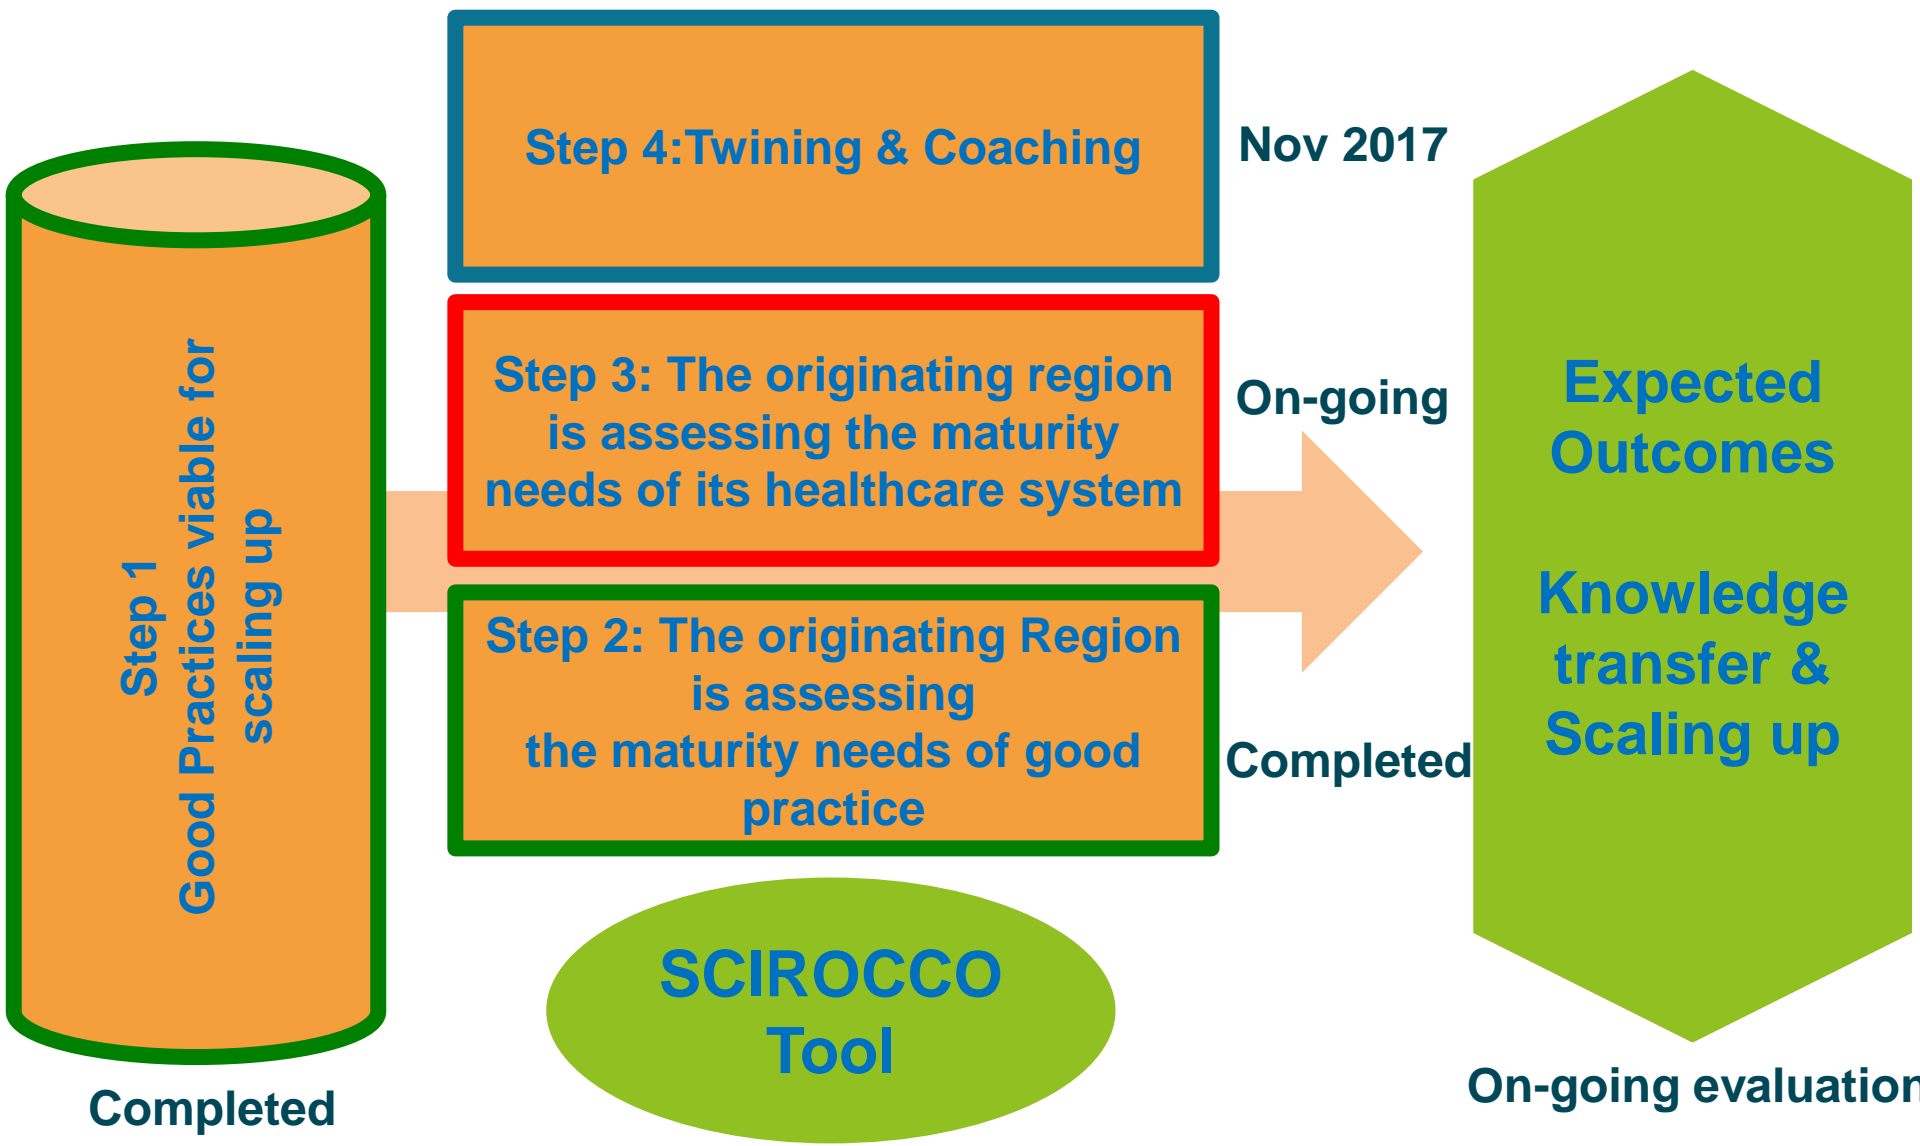 Step 1
Good Practices viable for
scaling up
Completed
Step 4:Twining & Coaching
Nov 2017
Step 3: The originating region
is assessing the maturity
needs of its healthcare system
On-going
Step 2: The originating Region
is assessing
the maturity needs of good
practice
Completed
SCIROCCO
Tool
Expected
Outcomes
Knowledge
transfer &
Scaling up
On-going evaluation